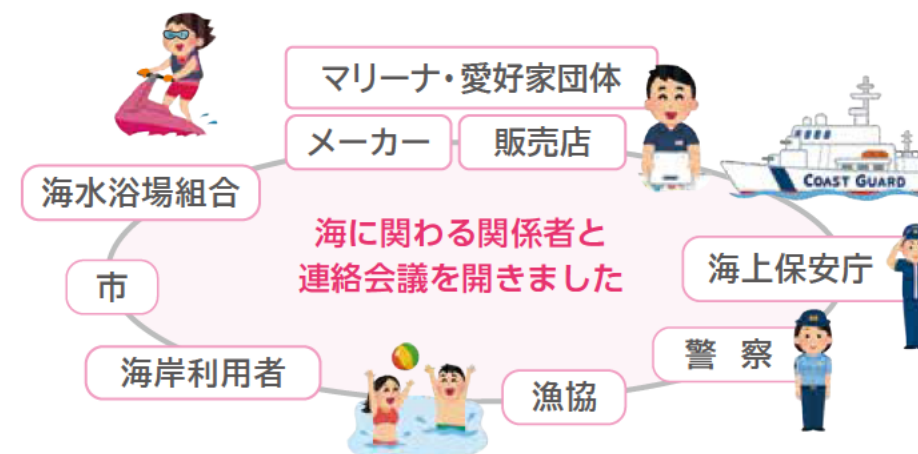 マリーナ・愛好家団体
メーカー
販売店
海水浴場組合
COAST GUARD
海に関わる関係者と
連絡会議を開きました
海上保安庁
市
警 察
海岸利用者
漁協